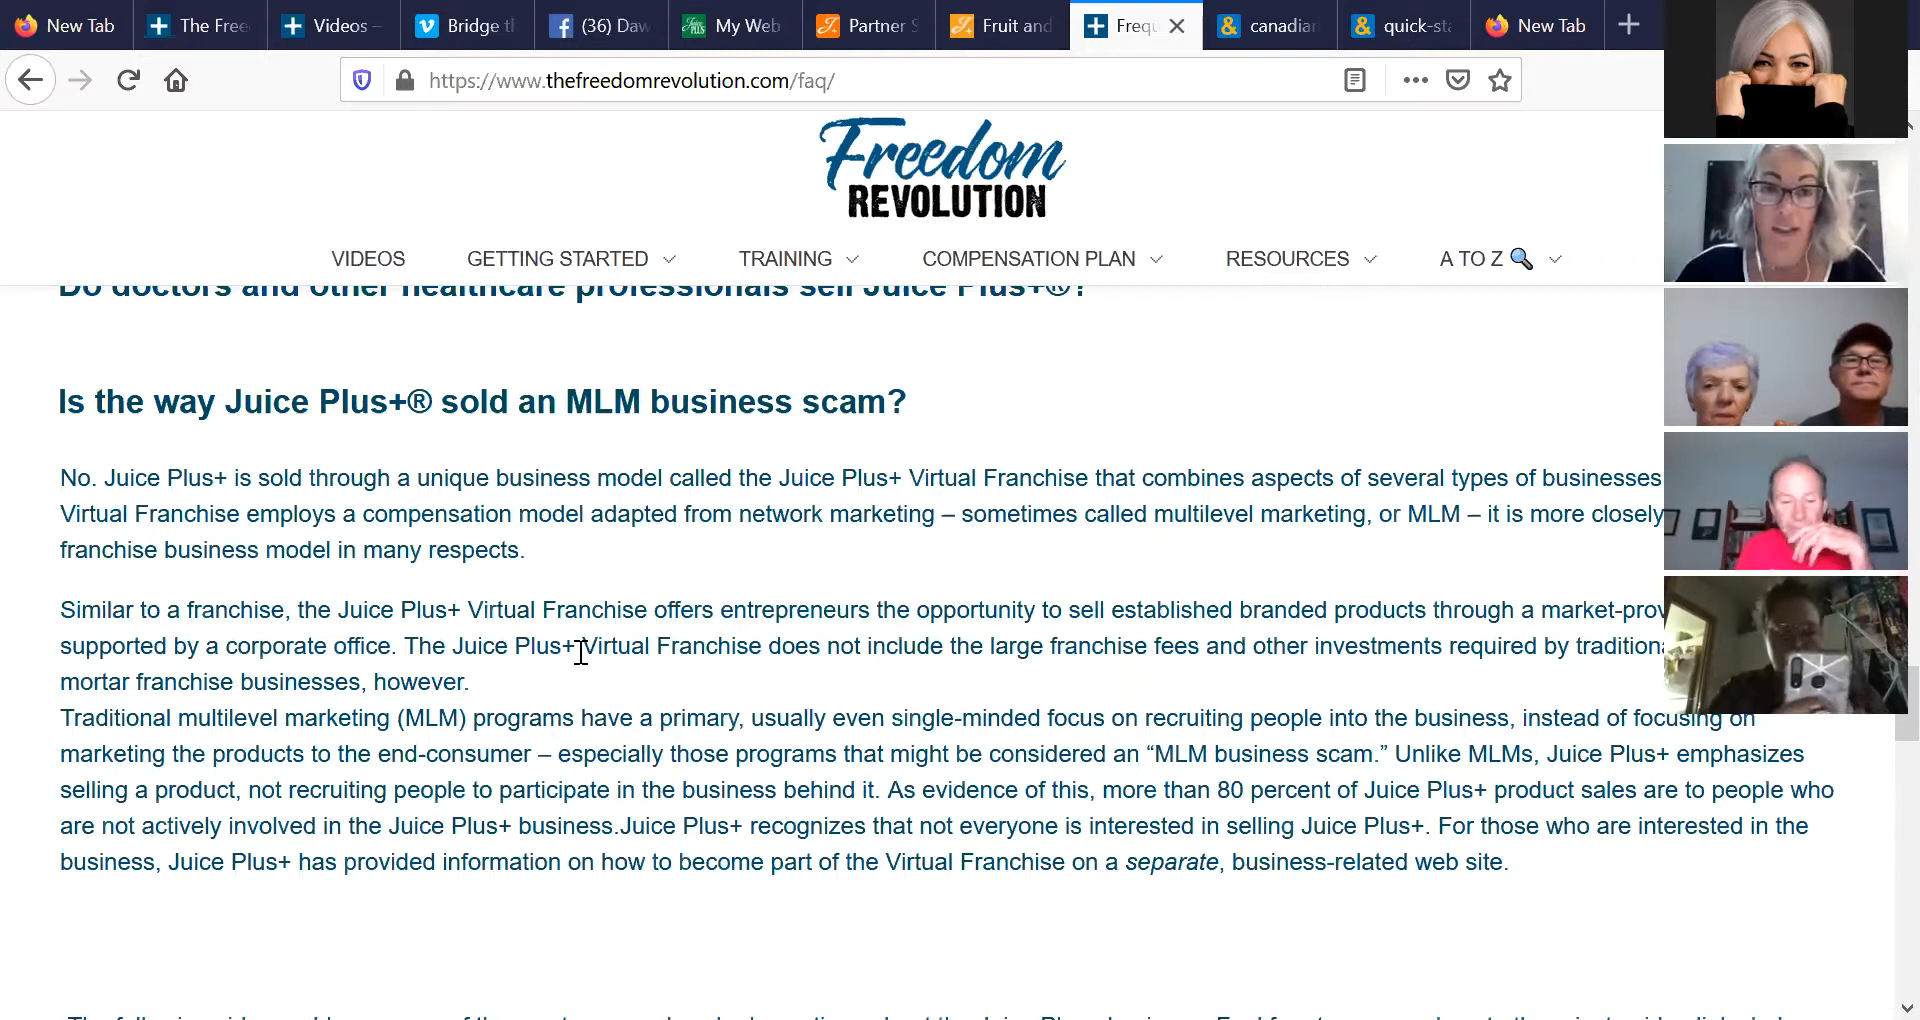 New Tab
The Free
Videos –
Bridge th
(36) Daw
My Web
Partner S
Fruit and
Frequ
canadian
quick-sta
New Tab
https://www.thefreedomrevolution.com/faq/
Freedom
REVOLUTION
VIDEOS
GETTING STARTED
TRAINING
COMPENSATION PLAN
RESOURCES
A TO Z
Do doctors and other healthcare professionals sell Juice Plus+®?
Is the way Juice Plus+® sold an MLM business scam?
No. Juice Plus+ is sold through a unique business model called the Juice Plus+ Virtual Franchise that combines aspects of several types of businesses
Virtual Franchise employs a compensation model adapted from network marketing – sometimes called multilevel marketing, or MLM – it is more closely
franchise business model in many respects.
Similar to a franchise, the Juice Plus+ Virtual Franchise offers entrepreneurs the opportunity to sell established branded products through a market-prov
supported by a corporate office. The Juice Plus+ Virtual Franchise does not include the large franchise fees and other investments required by traditiona
mortar franchise businesses, however.
Traditional multilevel marketing (MLM) programs have a primary, usually even single-minded focus on recruiting people into the business, instead of focusing on
marketing the products to the end-consumer – especially those programs that might be considered an “MLM business scam.” Unlike MLMs, Juice Plus+ emphasizes
selling a product, not recruiting people to participate in the business behind it. As evidence of this, more than 80 percent of Juice Plus+ product sales are to people who
are not actively involved in the Juice Plus+ business.Juice Plus+ recognizes that not everyone is interested in selling Juice Plus+. For those who are interested in the
business, Juice Plus+ has provided information on how to become part of the Virtual Franchise on a separate, business-related web site.